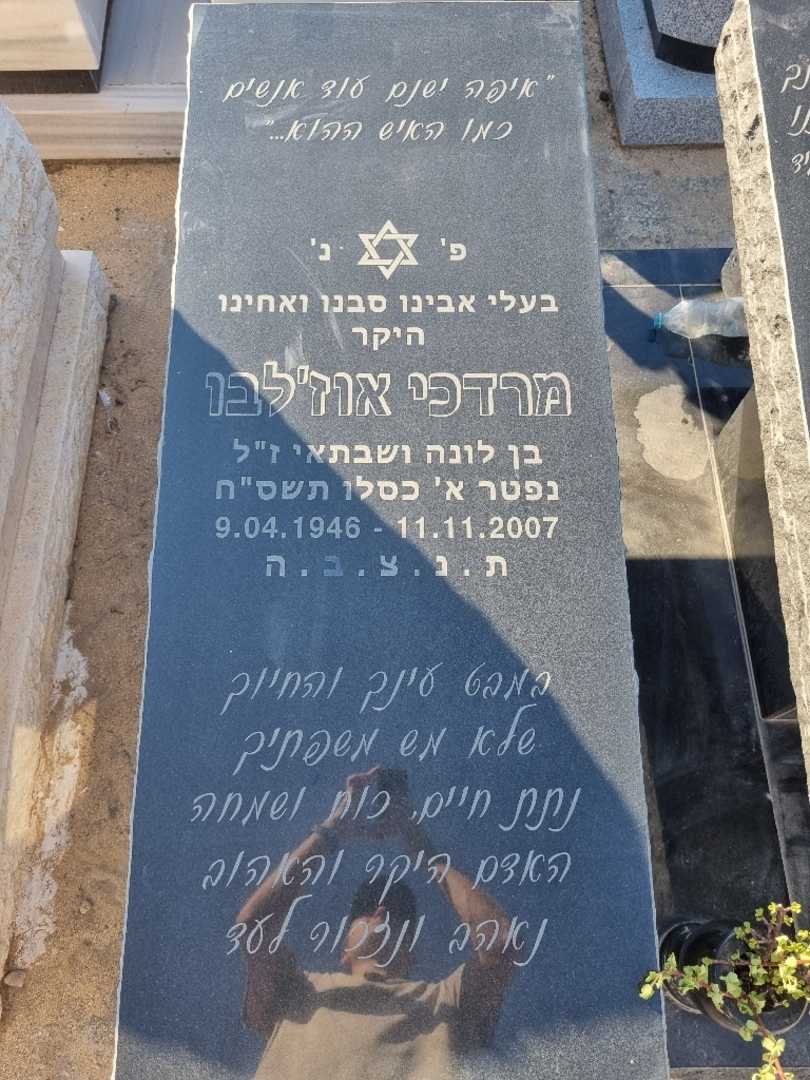 "איפה ישנם עוד אנשים
כמו האיש ההוא..."
פ' נ'
בעלי אבינו סבנו ואחינו
היקר
מרדכי אוז'לבו
בן לונה ושבתאי ז"ל
נפטר א' כסלו תשס"ח
9.04.1946 - 11.11.2007
ת.נ.צ.ב.ה
במבט עינך והחיוך
שלא מש משפתיך
נתת חיים, כוח ושמחה
האדם היקר והאהוב
נאהב ונזכור לעד